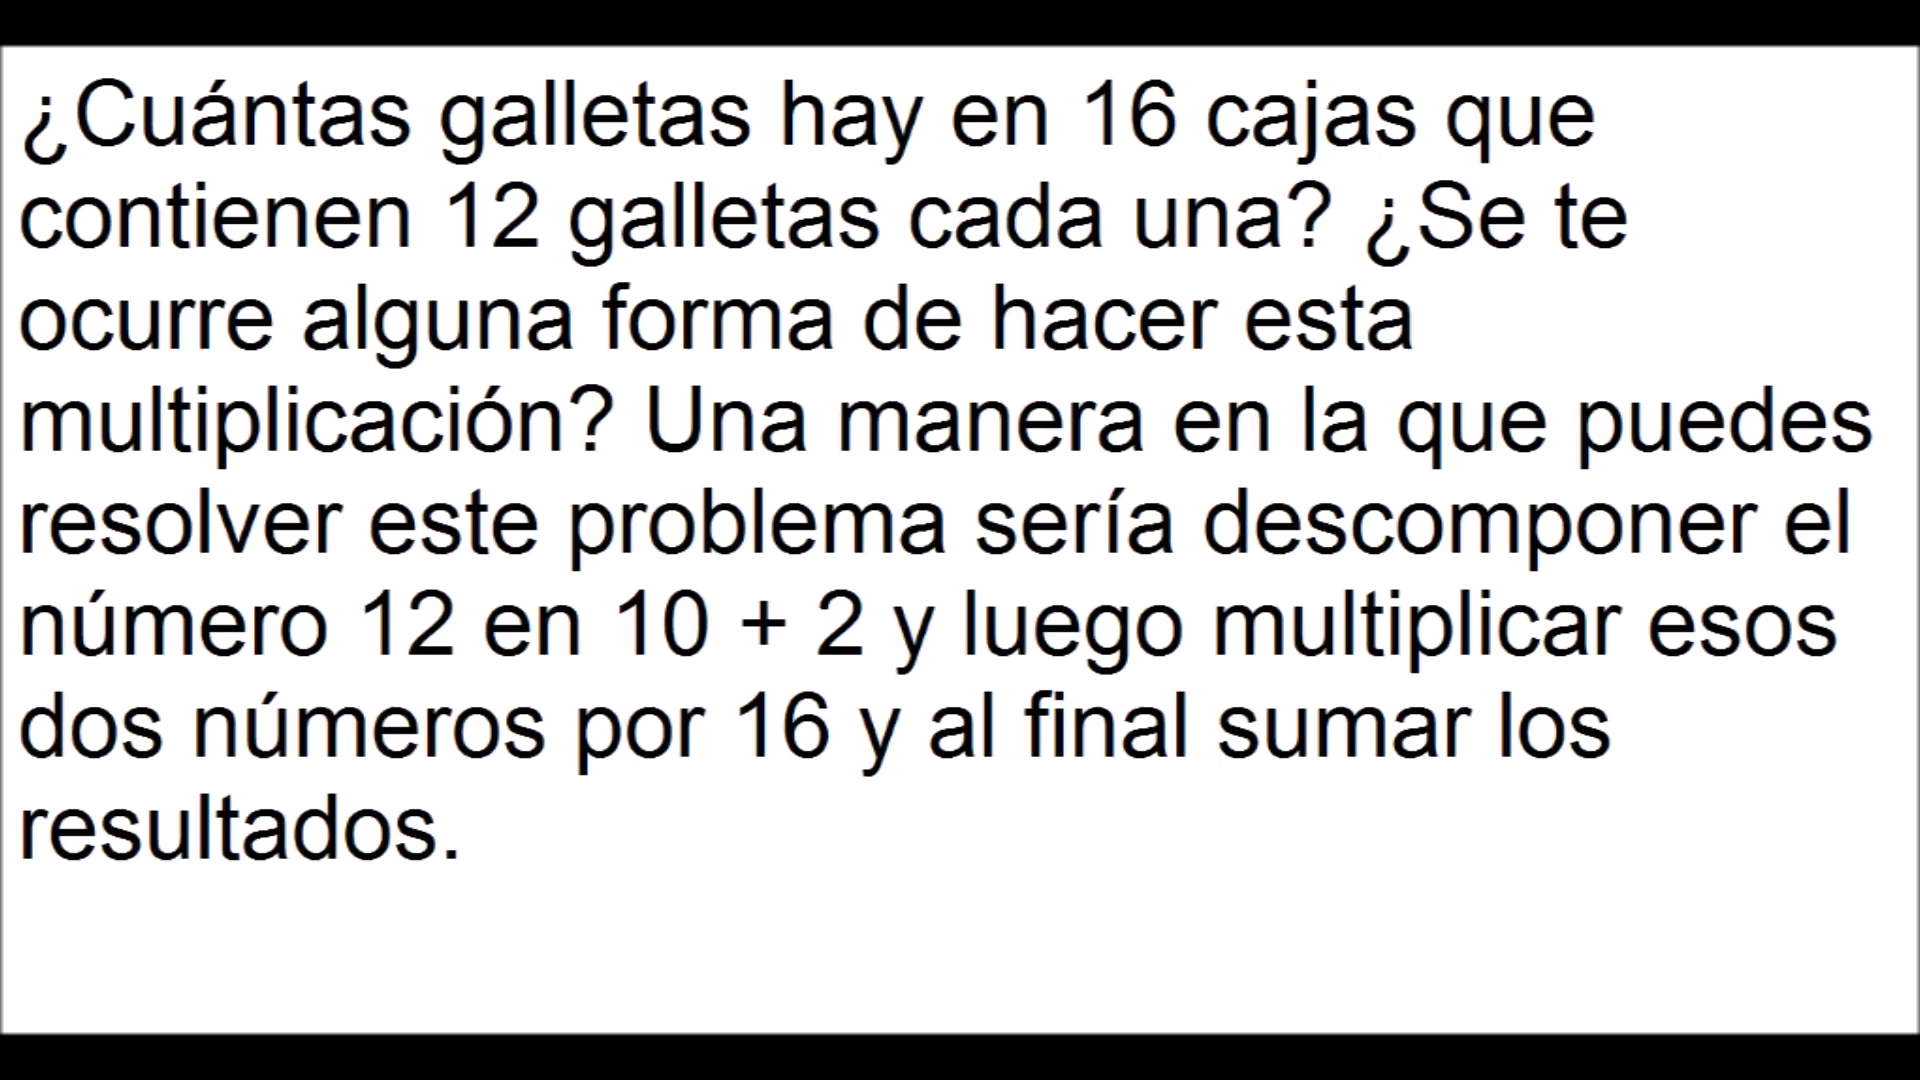 ¿Cuántas galletas hay en 16 cajas que
contienen 12 galletas cada una? ¿Se te
ocurre alguna forma de hacer esta
multiplicación? Una manera en la que puedes
resolver este problema sería descomponer el
número 12 en 10 + 2 y luego multiplicar esos
dos números por 16 y al final sumar los
resultados.